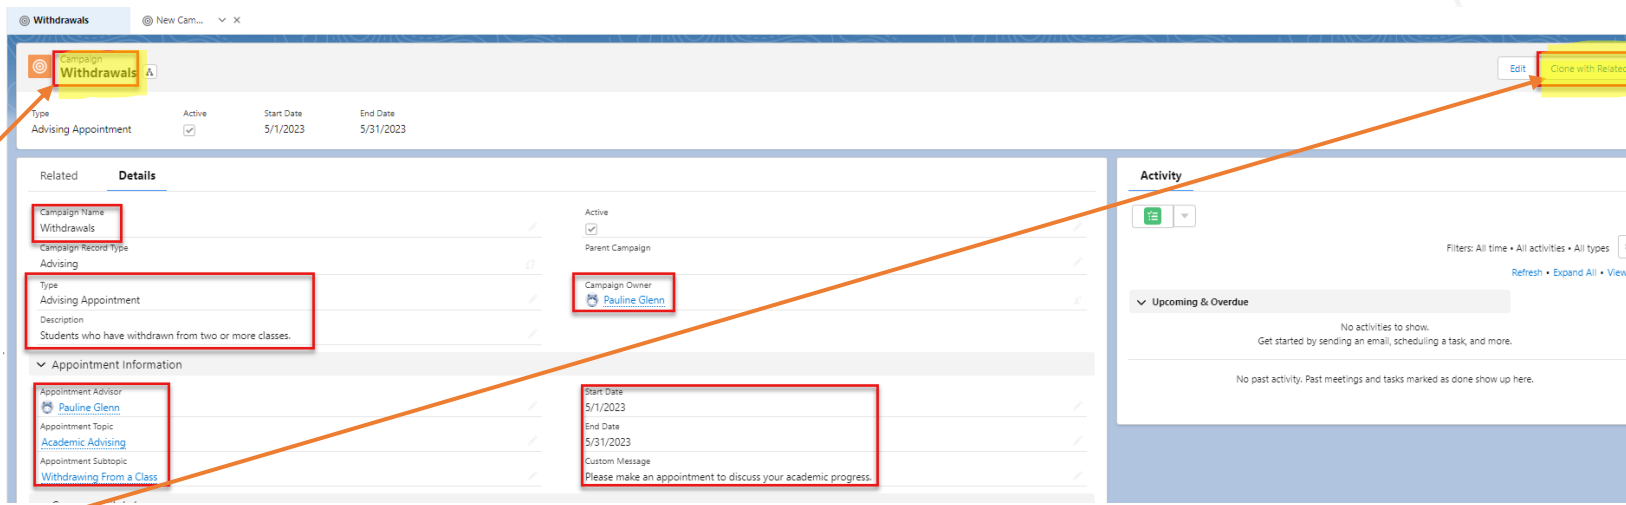 Withdrawals
New Cam...
Campaign
Withdrawals
Edit
Clone with Related
Type
Active
Start Date
End Date
Advising Appointment
5/1/2023
5/31/2023
Related
Details
Campaign Name
Withdrawals
Active
Campaign Record Type
Advising
Parent Campaign
Type
Advising Appointment
Campaign Owner
Pauline Glenn
Description
Students who have withdrawn from two or more classes.
Appointment Information
Appointment Advisor
Pauline Glenn
Start Date
5/1/2023
Appointment Topic
Academic Advising
End Date
5/31/2023
Appointment Subtopic
Withdrawing From a Class
Custom Message
Please make an appointment to discuss your academic progress.
Activity
Filters: All time • All activities • All types
Refresh • Expand All • View
Upcoming & Overdue
No activities to show.
Get started by sending an email, scheduling a task, and more.
No past activity. Past meetings and tasks marked as done show up here.